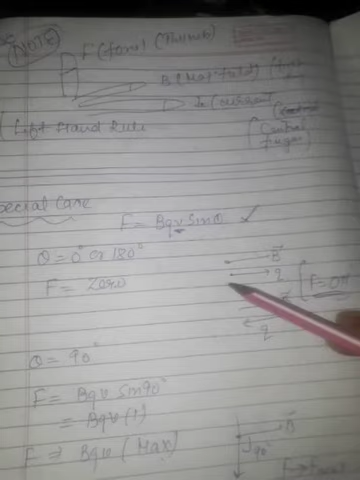 NOTE
F (force) (Thumb)
B (Mag. field)
I (current
(Central
finger)
Left Hand Rule
Special Case
F = Bqv Sinθ ✓
θ = 0° or 180°
B
F = Zero
q
F = 0
q
θ = 90°
F = Bqv Sin90°
= Bqv (1)
F ⇒ Bqv (Max)
B
90°